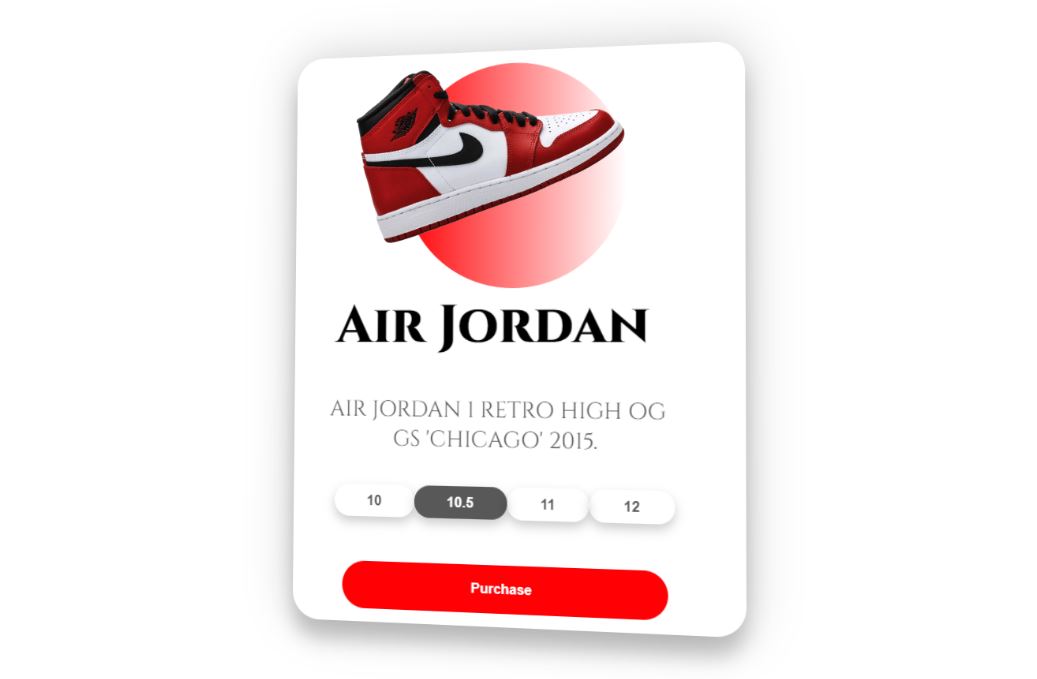 Air Jordan
AIR JORDAN 1 RETRO HIGH OG
GS 'CHICAGO' 2015.
10
10.5
11
12
Purchase